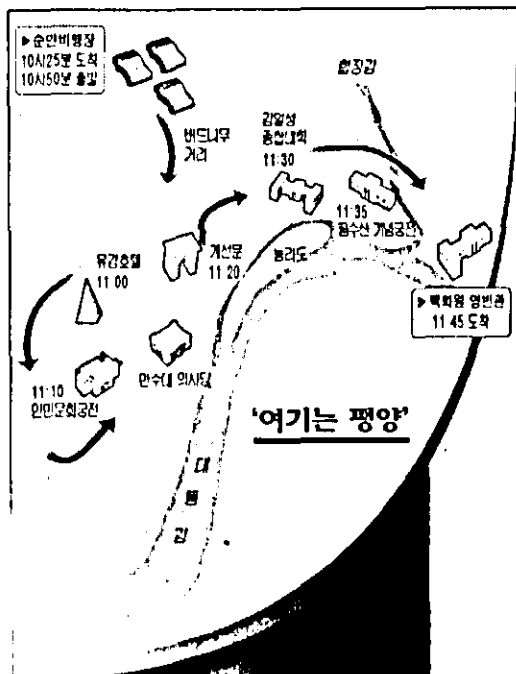 ▶순안비행장
10시25분 도착
10시50분 출발
버드나무
거리
합장강
김일성
종합대학
11:30
11:35
금수산 기념궁전
개선문
11 20
능라도
유경호텔
11 00
▶백화원 영빈관
11 45 도착
11·10
인민문화궁전
만수대 의사당
'여기는 평양'
대
동
강